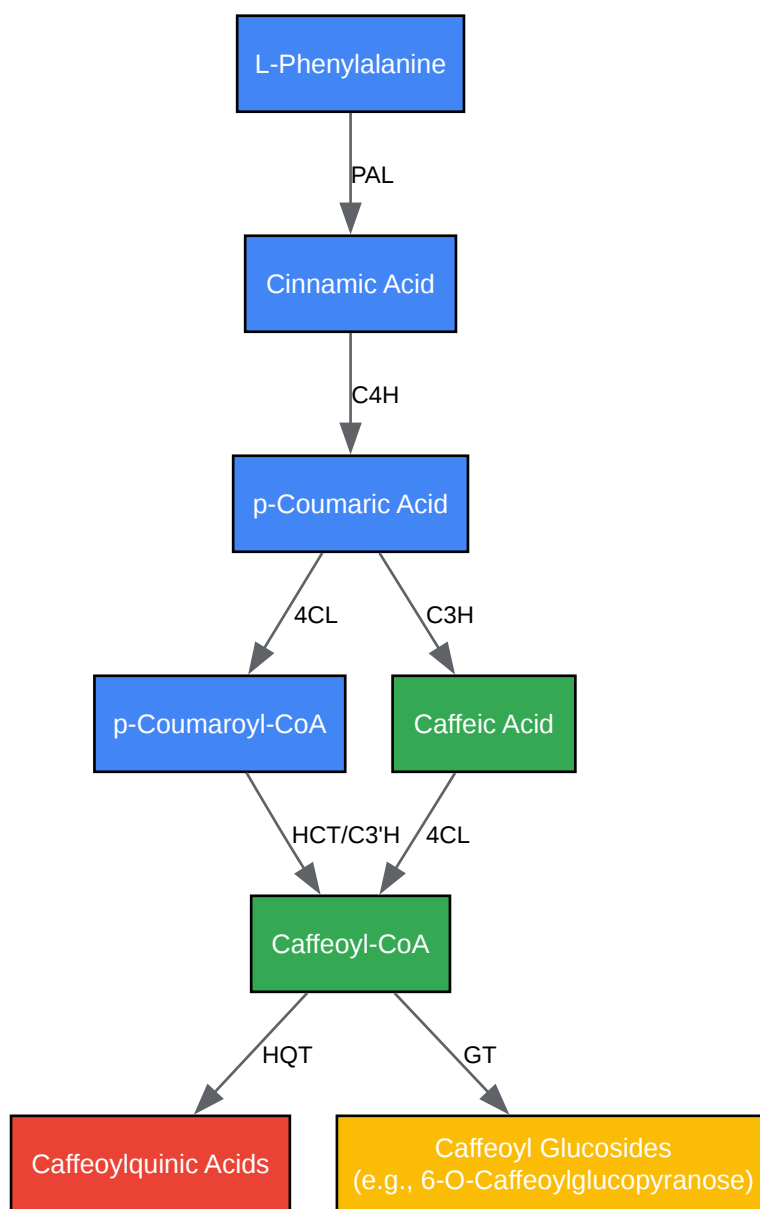 L-Phenylalanine
PAL
Cinnamic Acid
C4H
p-Coumaric Acid
4CL
C3H
p-Coumaroyl-CoA
Caffeic Acid
HCT/C3'H
4CL
Caffeoyl-CoA
HQT
GT
Caffeoylquinic Acids
Caffeoyl Glucosides
(e.g., 6-O-Caffeoylglucopyranose)